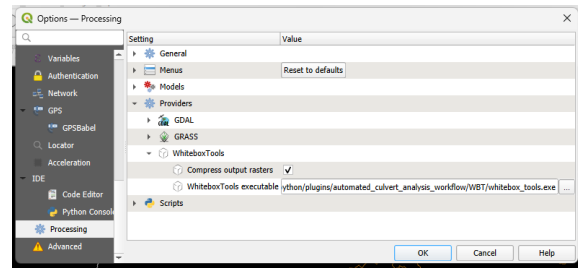 Options — Processing
Setting Value
Variables
Authentication
Network
GPS
GPSBabel
Locator
Acceleration
IDE
Code Editor
Python Consol
Processing
Advanced
General
Menus Reset to defaults
Models
Providers
GDAL
GRASS
WhiteboxTools
Compress output rasters
WhiteboxTools executable ython/plugins/automated_culvert_analysis_workflow/WBT/whitebox_tools.exe ...
Scripts
OK Cancel Help